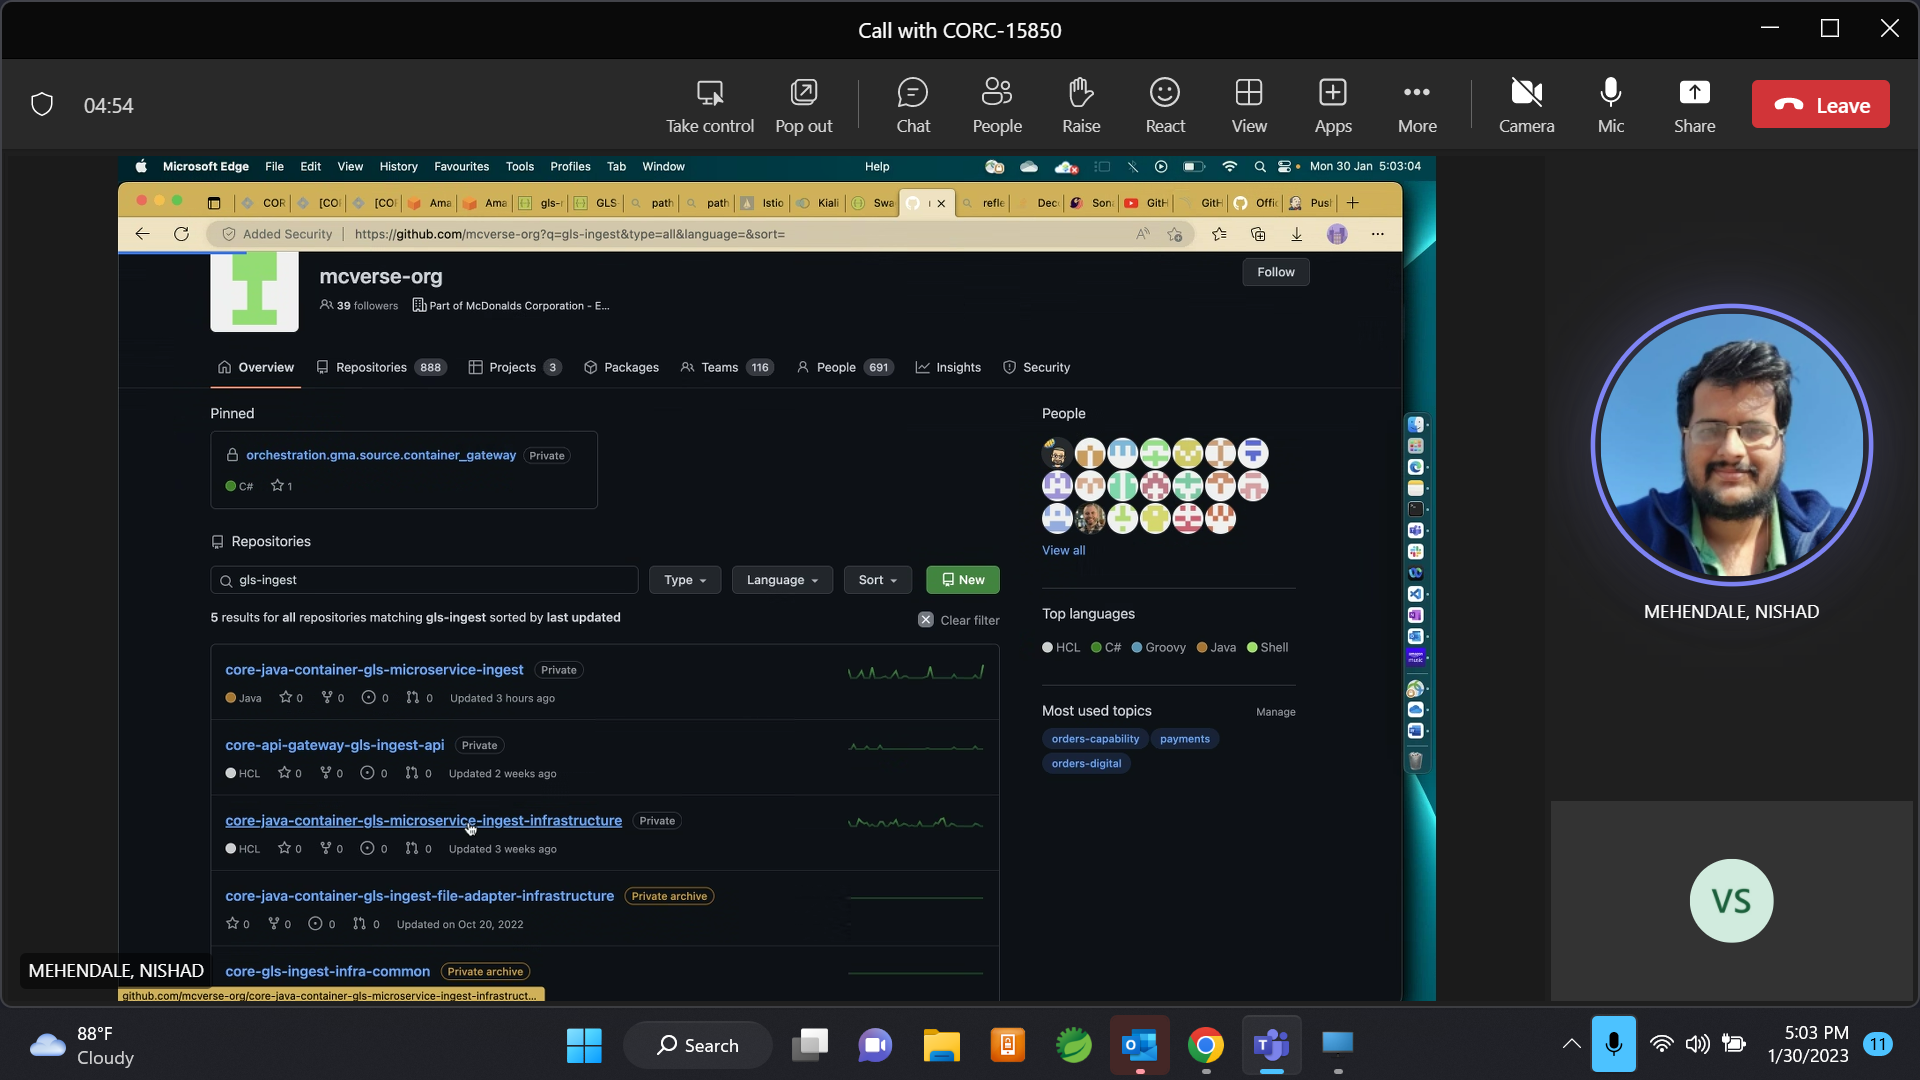 Call with CORC-15850
04:54
Take control
Pop out
Chat
People
Raise
React
View
Apps
More
Camera
Mic
Share
Leave
Microsoft Edge File Edit View History Favourites Tools Profiles Tab Window Help Mon 30 Jan 5:03:04
COR [CO [CO Ama Ama gls- GLS path path Istio Kiali Swa refle Dec Son GitH GitH Offic Pusl
Added Security https://github.com/mcverse-org?q=gls-ingest&type=all&language=&sort=
mcverse-org
Follow
39 followers Part of McDonalds Corporation - E...
Overview Repositories 888 Projects 3 Packages Teams 116 People 691 Insights Security
Pinned
orchestration.gma.source.container_gateway Private
C# 1
Repositories
gls-ingest Type Language Sort New
5 results for all repositories matching gls-ingest sorted by last updated Clear filter
core-java-container-gls-microservice-ingest Private
Java 0 0 0 0 Updated 3 hours ago
core-api-gateway-gls-ingest-api Private
HCL 0 0 0 0 Updated 2 weeks ago
core-java-container-gls-microservice-ingest-infrastructure Private
HCL 0 0 0 0 Updated 3 weeks ago
core-java-container-gls-ingest-file-adapter-infrastructure Private archive
0 0 0 0 Updated on Oct 20, 2022
core-gls-ingest-infra-common Private archive
github.com/mcverse-org/core-java-container-gls-microservice-ingest-infrastruct...
People
View all
Top languages
HCL C# Groovy Java Shell
Most used topics Manage
orders-capability payments
orders-digital
MEHENDALE, NISHAD
MEHENDALE, NISHAD
VS
88°F
Cloudy
Search
5:03 PM
1/30/2023
11